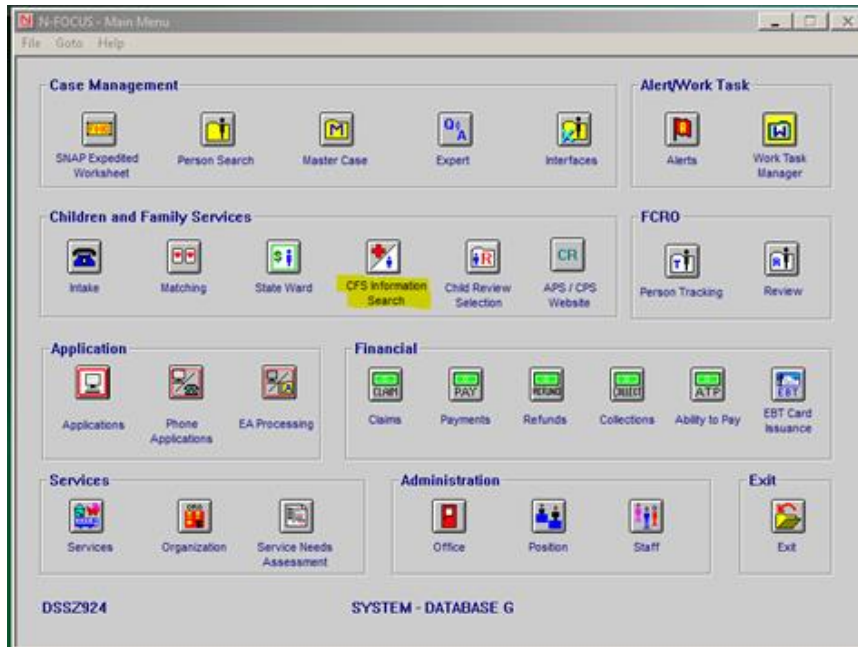 N-FOCUS - Main Menu
File Goto Help
Case Management
Alert/Work Task
SNAP Expedited Worksheet
Person Search
Master Case
Q A
Expert
Interfaces
Alerts
Work Task Manager
Children and Family Services
FCRO
Intake
Matching
State Ward
CFS Information Search
Child Review Selection
CR
APS / CPS Website
Person Tracking
Review
Application
Financial
Applications
Phone Applications
EA Processing
CLAIM
Claims
PAY
Payments
REFUND
Refunds
COLLECT
Collections
ATP
Ability to Pay
EBT
EBT Card Issuance
Services
Administration
Exit
Services
ORG
Organization
Service Needs Assessment
Office
Position
Staff
Exit
DSSZ924
SYSTEM - DATABASE G